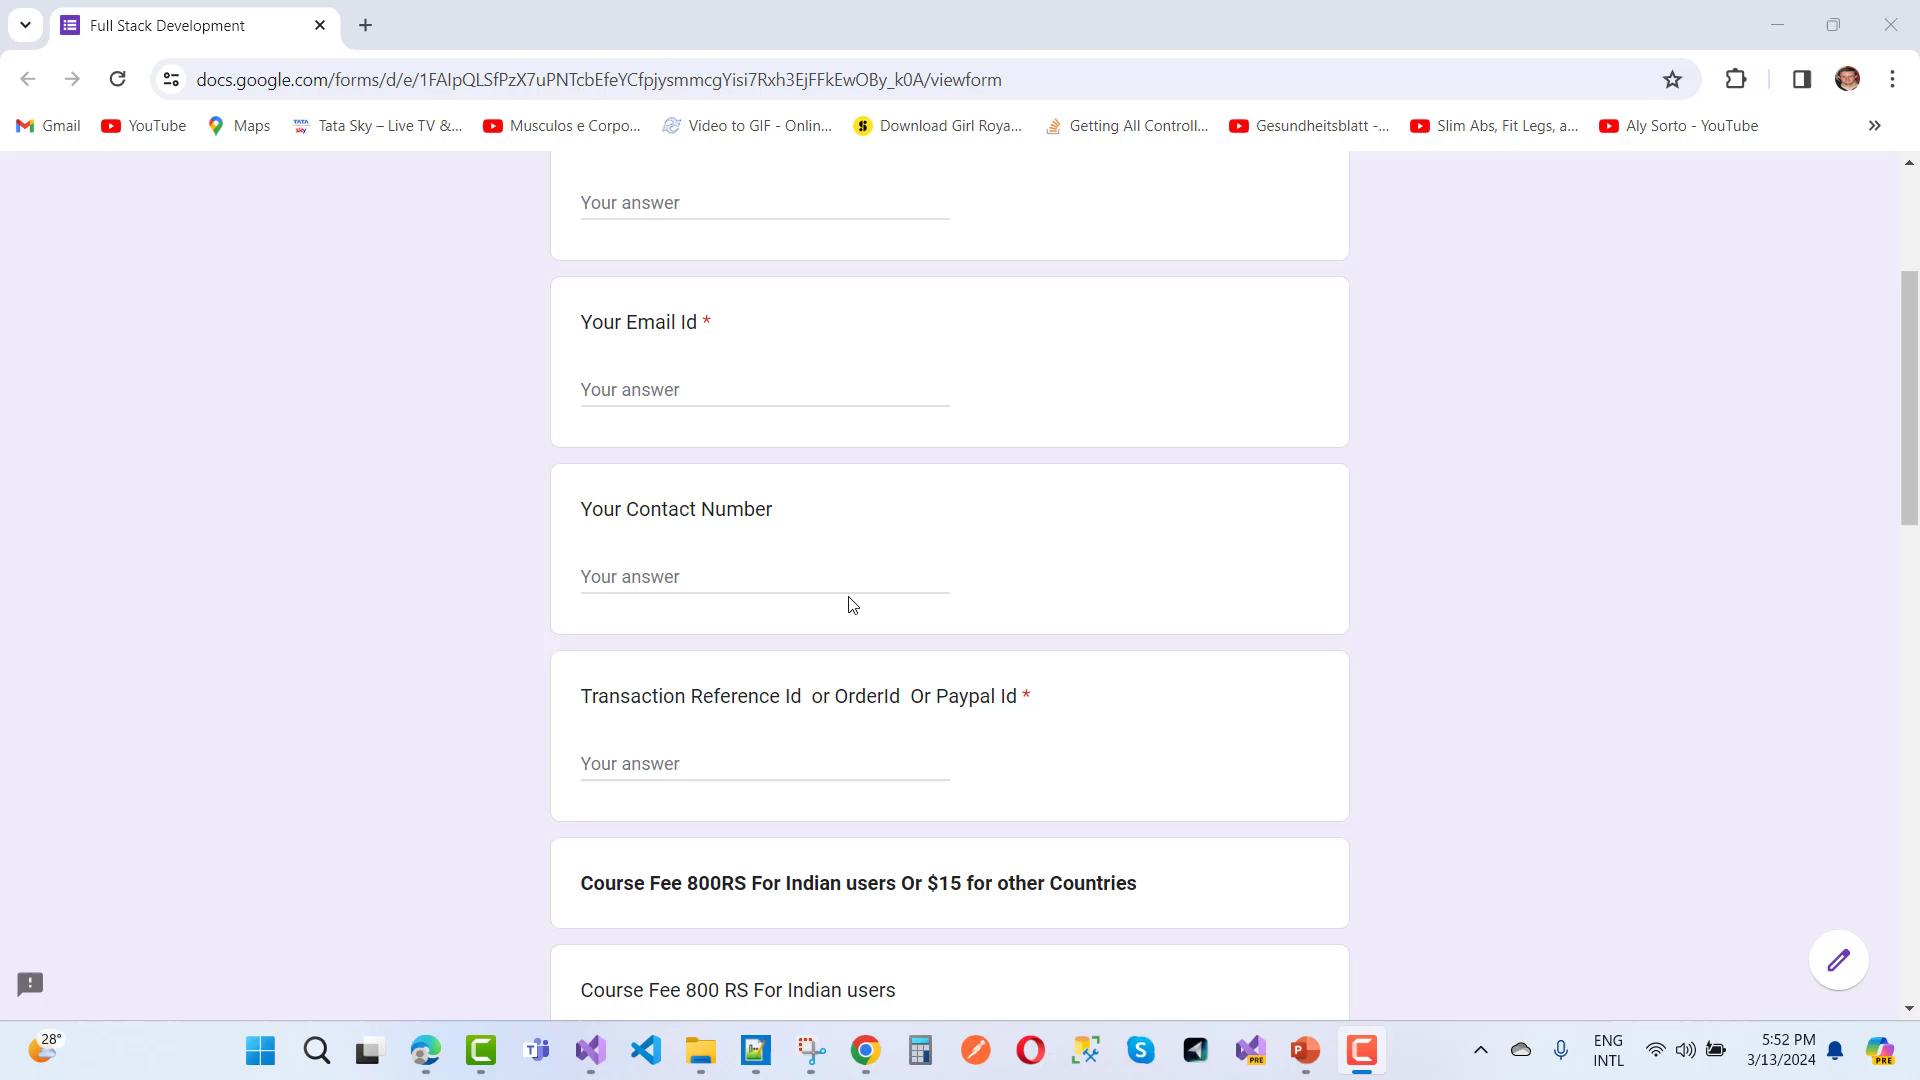 Full Stack Development
docs.google.com/forms/d/e/1FAIpQLSfPzX7uPNTcbEfeYCfpjysmmcgYisi7Rxh3EjFFkEwOBy_k0A/viewform
Gmail
YouTube
Maps
TATA sky
Tata Sky – Live TV &...
Musculos e Corpo...
Video to GIF - Onlin...
S
Download Girl Roya...
Getting All Controll...
Gesundheitsblatt -...
Slim Abs, Fit Legs, a...
Aly Sorto - YouTube
Your answer
Your Email Id *
Your answer
Your Contact Number
Your answer
Transaction Reference Id  or OrderId  Or Paypal Id *
Your answer
Course Fee 800RS For Indian users Or $15 for other Countries
Course Fee 800 RS For Indian users
28°
PRE
ENG
INTL
5:52 PM
3/13/2024
PRE